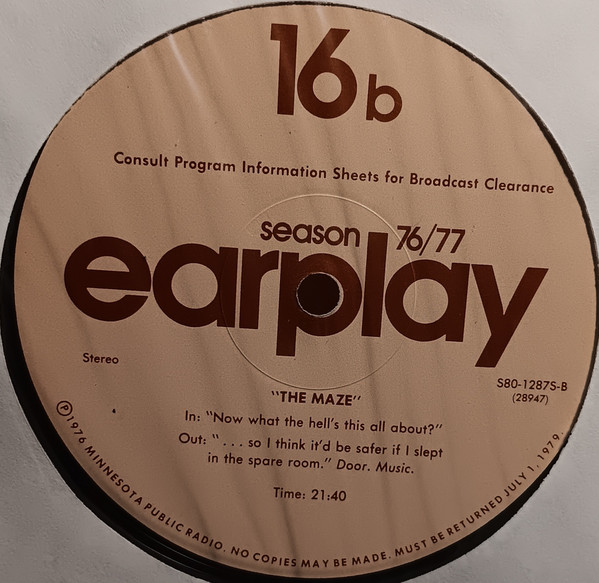 16b
Consult Program Information Sheets for Broadcast Clearance
season 76/77
earplay
Stereo
S80-1287S-B
(28947)
"THE MAZE"
In: "Now what the hell's this all about?"
Out: ". . . so I think it'd be safer if I slept
in the spare room." Door. Music.
Time: 21:40
Ⓟ1976 MINNESOTA PUBLIC RADIO. NO COPIES MAY BE MADE. MUST BE RETURNED JULY 1, 1979.